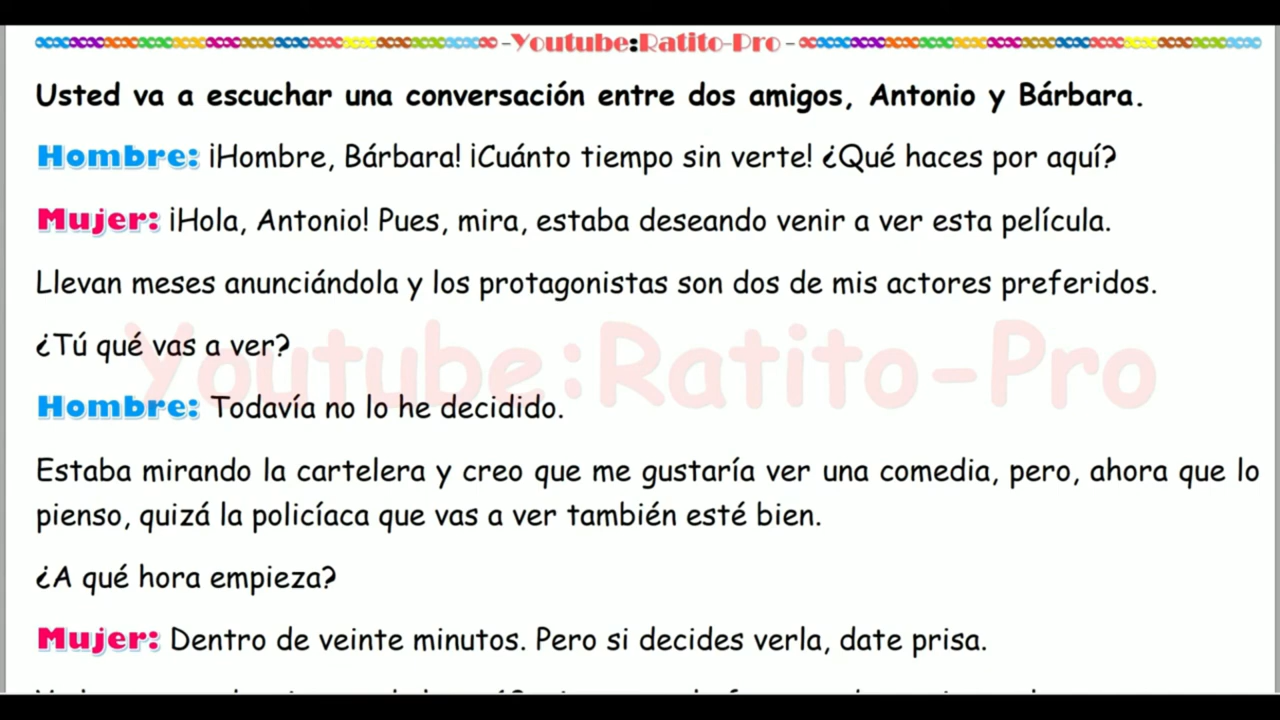 -Youtube:Ratito-Pro -
Usted va a escuchar una conversación entre dos amigos, Antonio y Bárbara.
Hombre: ¡Hombre, Bárbara! ¡Cuánto tiempo sin verte! ¿Qué haces por aquí?
Mujer: ¡Hola, Antonio! Pues, mira, estaba deseando venir a ver esta película.
Llevan meses anunciándola y los protagonistas son dos de mis actores preferidos.
¿Tú qué vas a ver?
Youtube:Ratito-Pro
Hombre: Todavía no lo he decidido.
Estaba mirando la cartelera y creo que me gustaría ver una comedia, pero, ahora que lo
pienso, quizá la policíaca que vas a ver también esté bien.
¿A qué hora empieza?
Mujer: Dentro de veinte minutos. Pero si decides verla, date prisa.